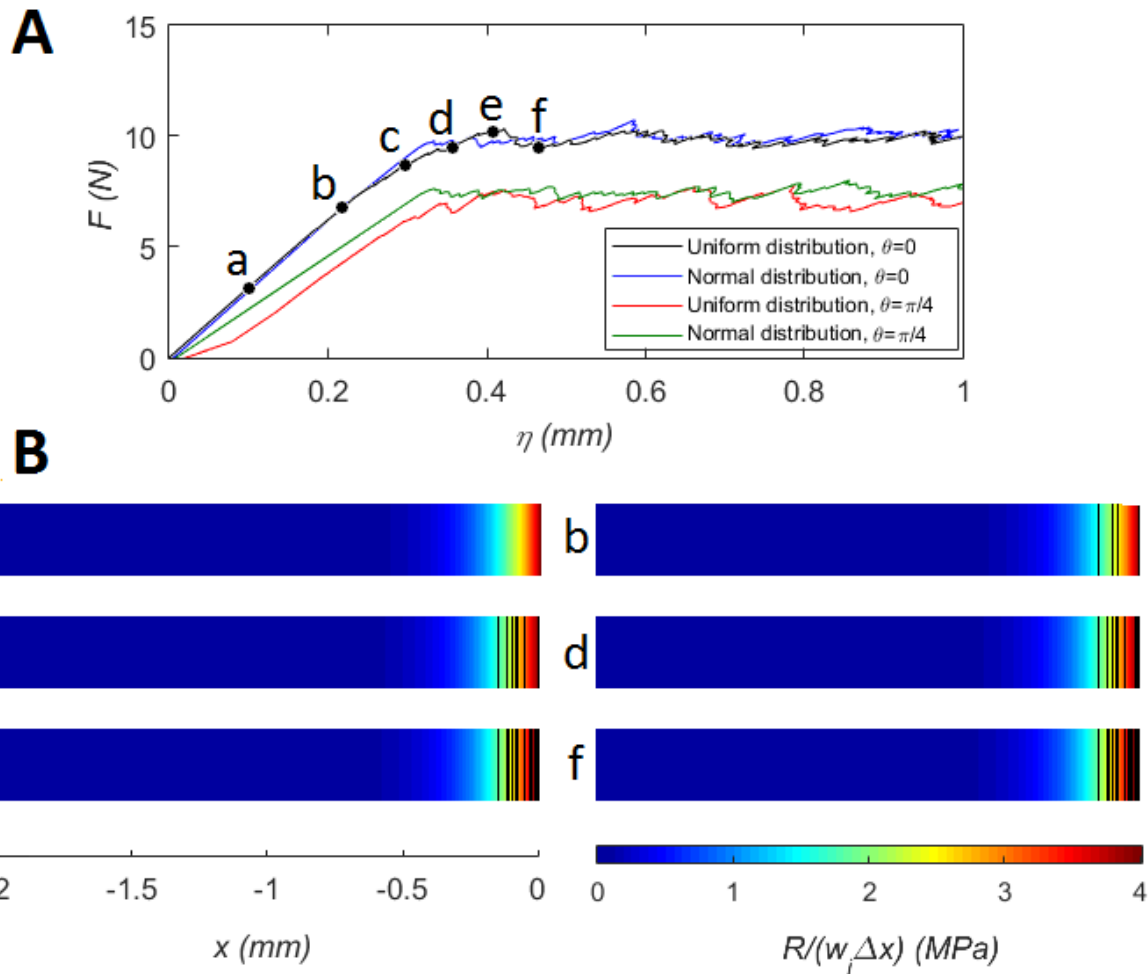 A
15
10
5
0
F (N)
a
b
c
d
e
f
Uniform distribution, θ=0
Normal distribution, θ=0
Uniform distribution, θ=π/4
Normal distribution, θ=π/4
0 0.2 0.4 0.6 0.8 1
η (mm)
B
b
d
f
2 -1.5 -1 -0.5 0
x (mm)
0 1 2 3 4
R/(w_iΔx) (MPa)